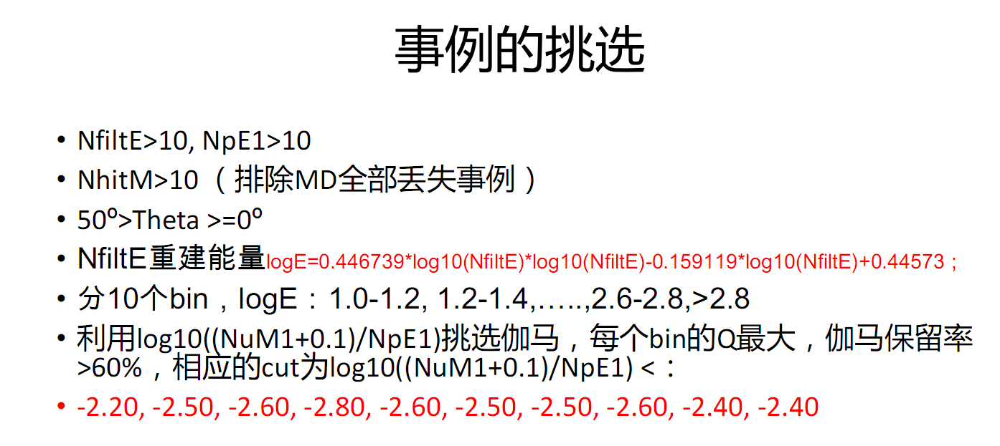 事例的挑选
• NfiltE>10, NpE1>10
• NhitM>10 （排除MD全部丢失事例）
• 50º>Theta >=0º
• NfiltE重建能量logE=0.446739*log10(NfiltE)*log10(NfiltE)-0.159119*log10(NfiltE)+0.44573；
• 分10个bin，logE：1.0-1.2, 1.2-1.4,…..,2.6-2.8,>2.8
• 利用log10((NuM1+0.1)/NpE1)挑选伽马，每个bin的Q最大，伽马保留率
>60%，相应的cut为log10((NuM1+0.1)/NpE1) <：
• -2.20, -2.50, -2.60, -2.80, -2.60, -2.50, -2.50, -2.60, -2.40, -2.40